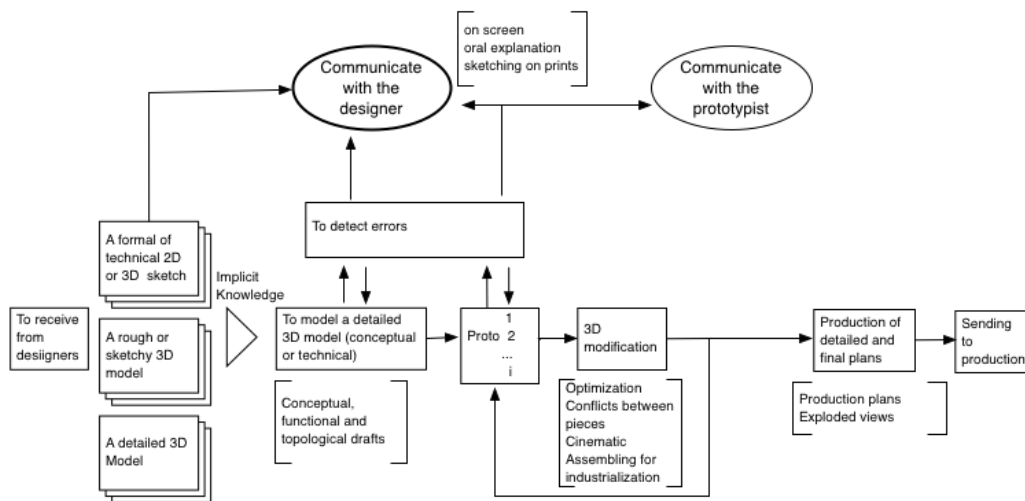 on screen
oral explanation
sketching on prints
Communicate
with the
designer
Communicate
with the
prototypist
To detect errors
A formal of
technical 2D
or 3D sketch
Implicit
Knowledge
To receive
from
desiigners
A rough or
sketchy 3D
model
A detailed 3D
Model
To model a detailed
3D model (conceptual
or technical)
Conceptual,
functional and
topological drafts
1
Proto 2
...
i
3D
modification
Optimization
Conflicts between
pieces
Cinematic
Assembling for
industrialization
Production of
detailed and
final plans
Production plans
Exploded views
Sending
to
production